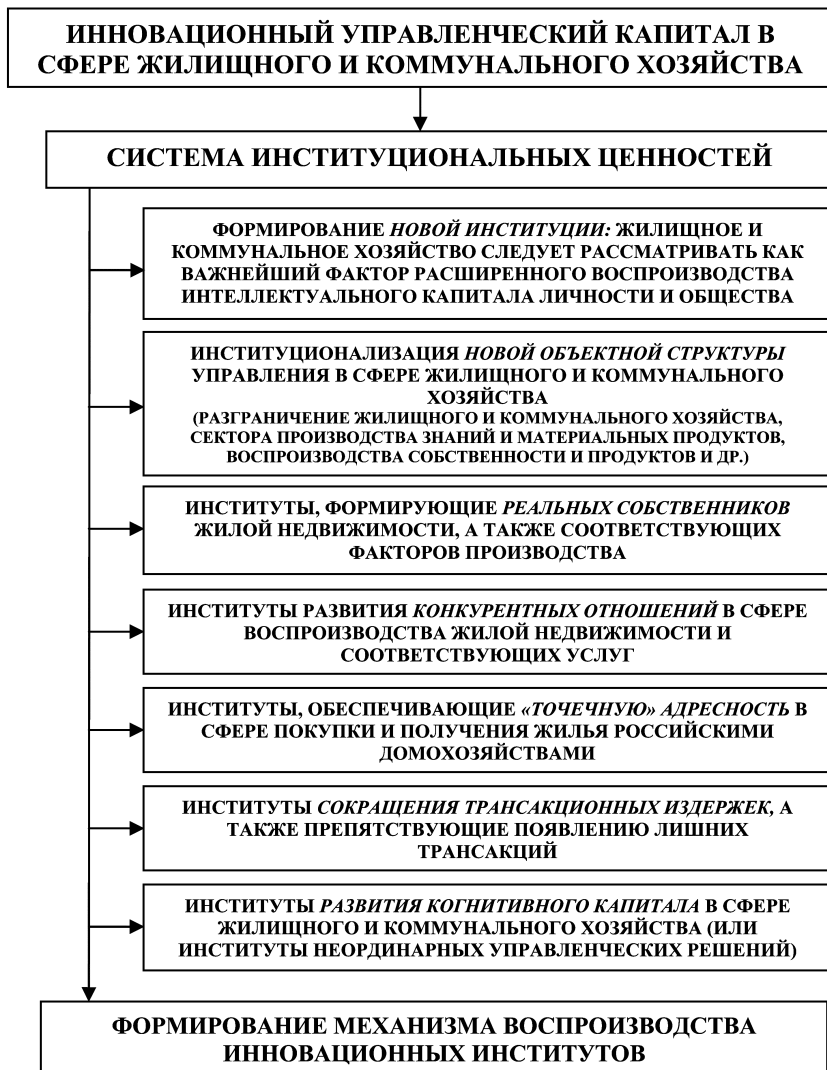 ИННОВАЦИОННЫЙ УПРАВЛЕНЧЕСКИЙ КАПИТАЛ В
СФЕРЕ ЖИЛИЩНОГО И КОММУНАЛЬНОГО ХОЗЯЙСТВА
СИСТЕМА ИНСТИТУЦИОНАЛЬНЫХ ЦЕННОСТЕЙ
ФОРМИРОВАНИЕ НОВОЙ ИНСТИТУЦИИ: ЖИЛИЩНОЕ И
КОММУНАЛЬНОЕ ХОЗЯЙСТВО СЛЕДУЕТ РАССМАТРИВАТЬ КАК
ВАЖНЕЙШИЙ ФАКТОР РАСШИРЕННОГО ВОСПРОИЗВОДСТВА
ИНТЕЛЛЕКТУАЛЬНОГО КАПИТАЛА ЛИЧНОСТИ И ОБЩЕСТВА
ИНСТИТУЦИОНАЛИЗАЦИЯ НОВОЙ ОБЪЕКТНОЙ СТРУКТУРЫ
УПРАВЛЕНИЯ В СФЕРЕ ЖИЛИЩНОГО И КОММУНАЛЬНОГО
ХОЗЯЙСТВА
(РАЗГРАНИЧЕНИЕ ЖИЛИЩНОГО И КОММУНАЛЬНОГО ХОЗЯЙСТВА,
СЕКТОРА ПРОИЗВОДСТВА ЗНАНИЙ И МАТЕРИАЛЬНЫХ ПРОДУКТОВ,
ВОСПРОИЗВОДСТВА СОБСТВЕННОСТИ И ПРОДУКТОВ И ДР.)
ИНСТИТУТЫ, ФОРМИРУЮЩИЕ РЕАЛЬНЫХ СОБСТВЕННИКОВ
ЖИЛОЙ НЕДВИЖИМОСТИ, А ТАКЖЕ СООТВЕТСТВУЮЩИХ
ФАКТОРОВ ПРОИЗВОДСТВА
ИНСТИТУТЫ РАЗВИТИЯ КОНКУРЕНТНЫХ ОТНОШЕНИЙ В СФЕРЕ
ВОСПРОИЗВОДСТВА ЖИЛОЙ НЕДВИЖИМОСТИ И
СООТВЕТСТВУЮЩИХ УСЛУГ
ИНСТИТУТЫ, ОБЕСПЕЧИВАЮЩИЕ «ТОЧЕЧНУЮ» АДРЕСНОСТЬ В
СФЕРЕ ПОКУПКИ И ПОЛУЧЕНИЯ ЖИЛЬЯ РОССИЙСКИМИ
ДОМОХОЗЯЙСТВАМИ
ИНСТИТУТЫ СОКРАЩЕНИЯ ТРАНСАКЦИОННЫХ ИЗДЕРЖЕК, А
ТАКЖЕ ПРЕПЯТСТВУЮЩИЕ ПОЯВЛЕНИЮ ЛИШНИХ
ТРАНСАКЦИЙ
ИНСТИТУТЫ РАЗВИТИЯ КОГНИТИВНОГО КАПИТАЛА В СФЕРЕ
ЖИЛИЩНОГО И КОММУНАЛЬНОГО ХОЗЯЙСТВА (ИЛИ
ИНСТИТУТЫ НЕОРДИНАРНЫХ УПРАВЛЕНЧЕСКИХ РЕШЕНИЙ)
ФОРМИРОВАНИЕ МЕХАНИЗМА ВОСПРОИЗВОДСТВА
ИННОВАЦИОННЫХ ИНСТИТУТОВ